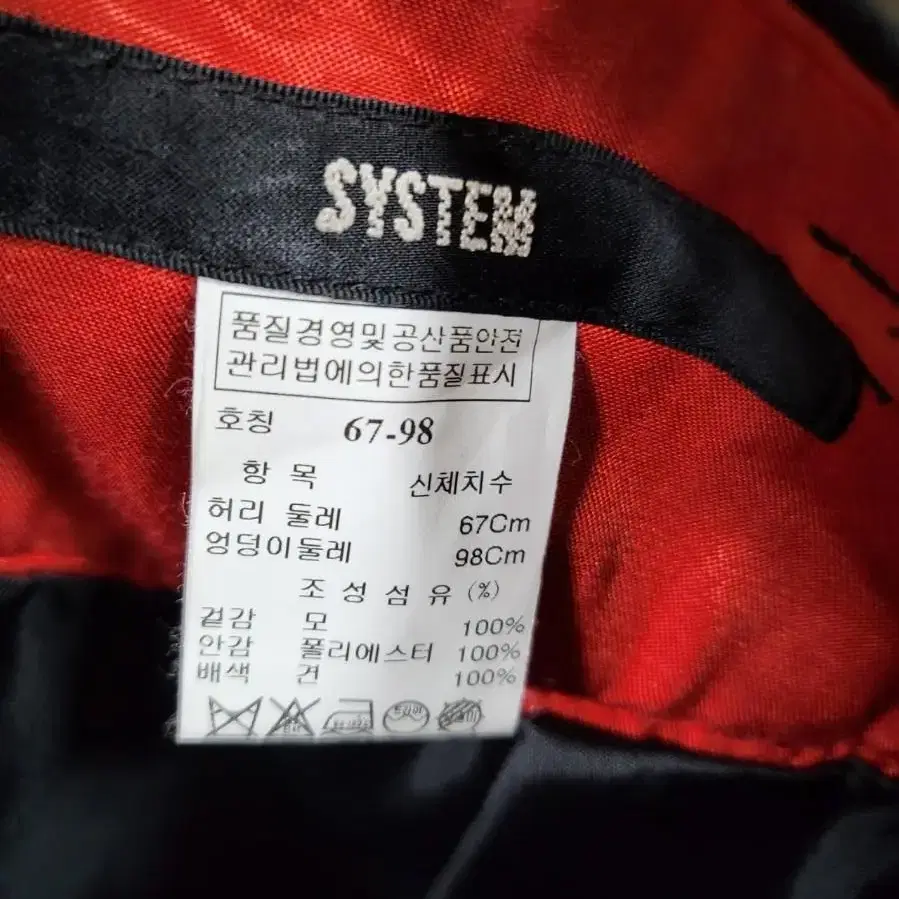 SYSTEM
품질경영및공산품안전
관리법에의한품질표시
호칭 67-98
항 목 신체치수
허리 둘레 67Cm
엉덩이둘레 98Cm
조 성 섬 유 (%)
겉감 모 100%
안감 폴리에스터 100%
배색 견 100%
드라이